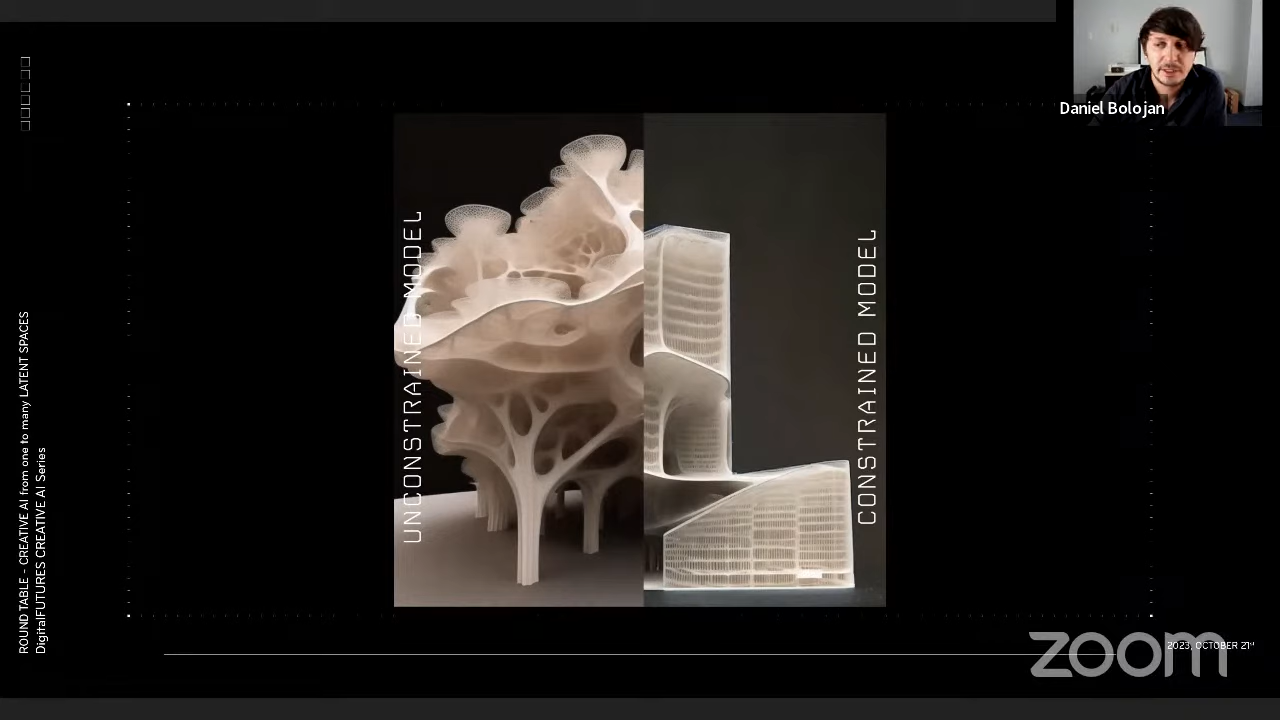 Daniel Bolojan
UNCONSTRAINED MODEL
CONSTRAINED MODEL
ROUND TABLE - CREATIVE AI from one to many LATENT SPACES
DigitalFUTURES CREATIVE AI Series
zoom
2023, OCTOBER 21st